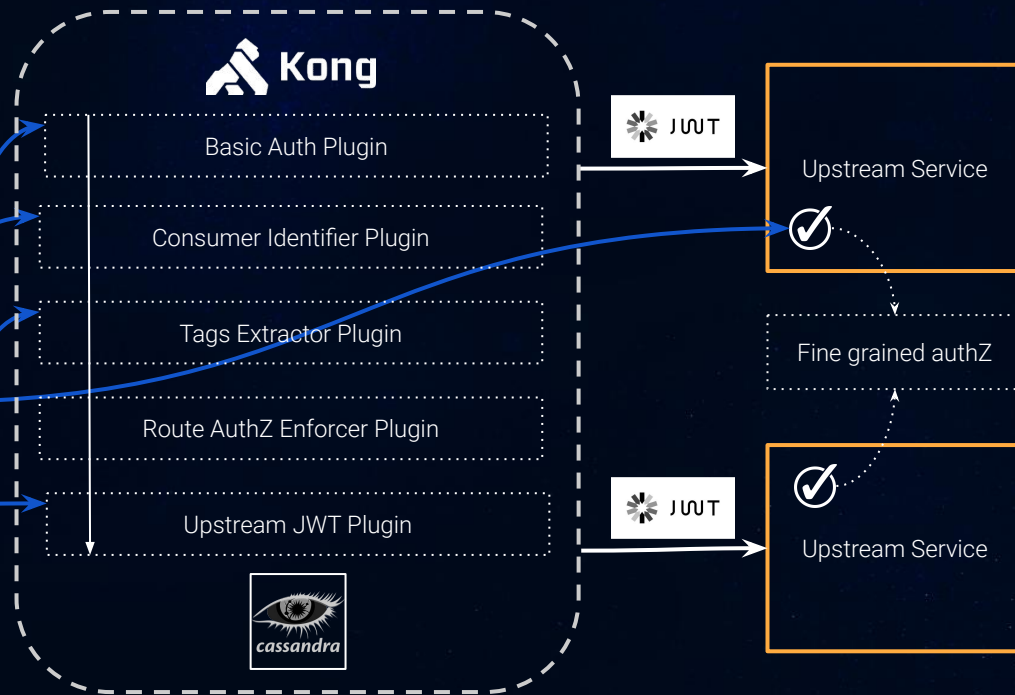 Kong
Basic Auth Plugin
Consumer Identifier Plugin
Tags Extractor Plugin
Route AuthZ Enforcer Plugin
Upstream JWT Plugin
cassandra
JWT
Upstream Service
Fine grained authZ
JWT
Upstream Service